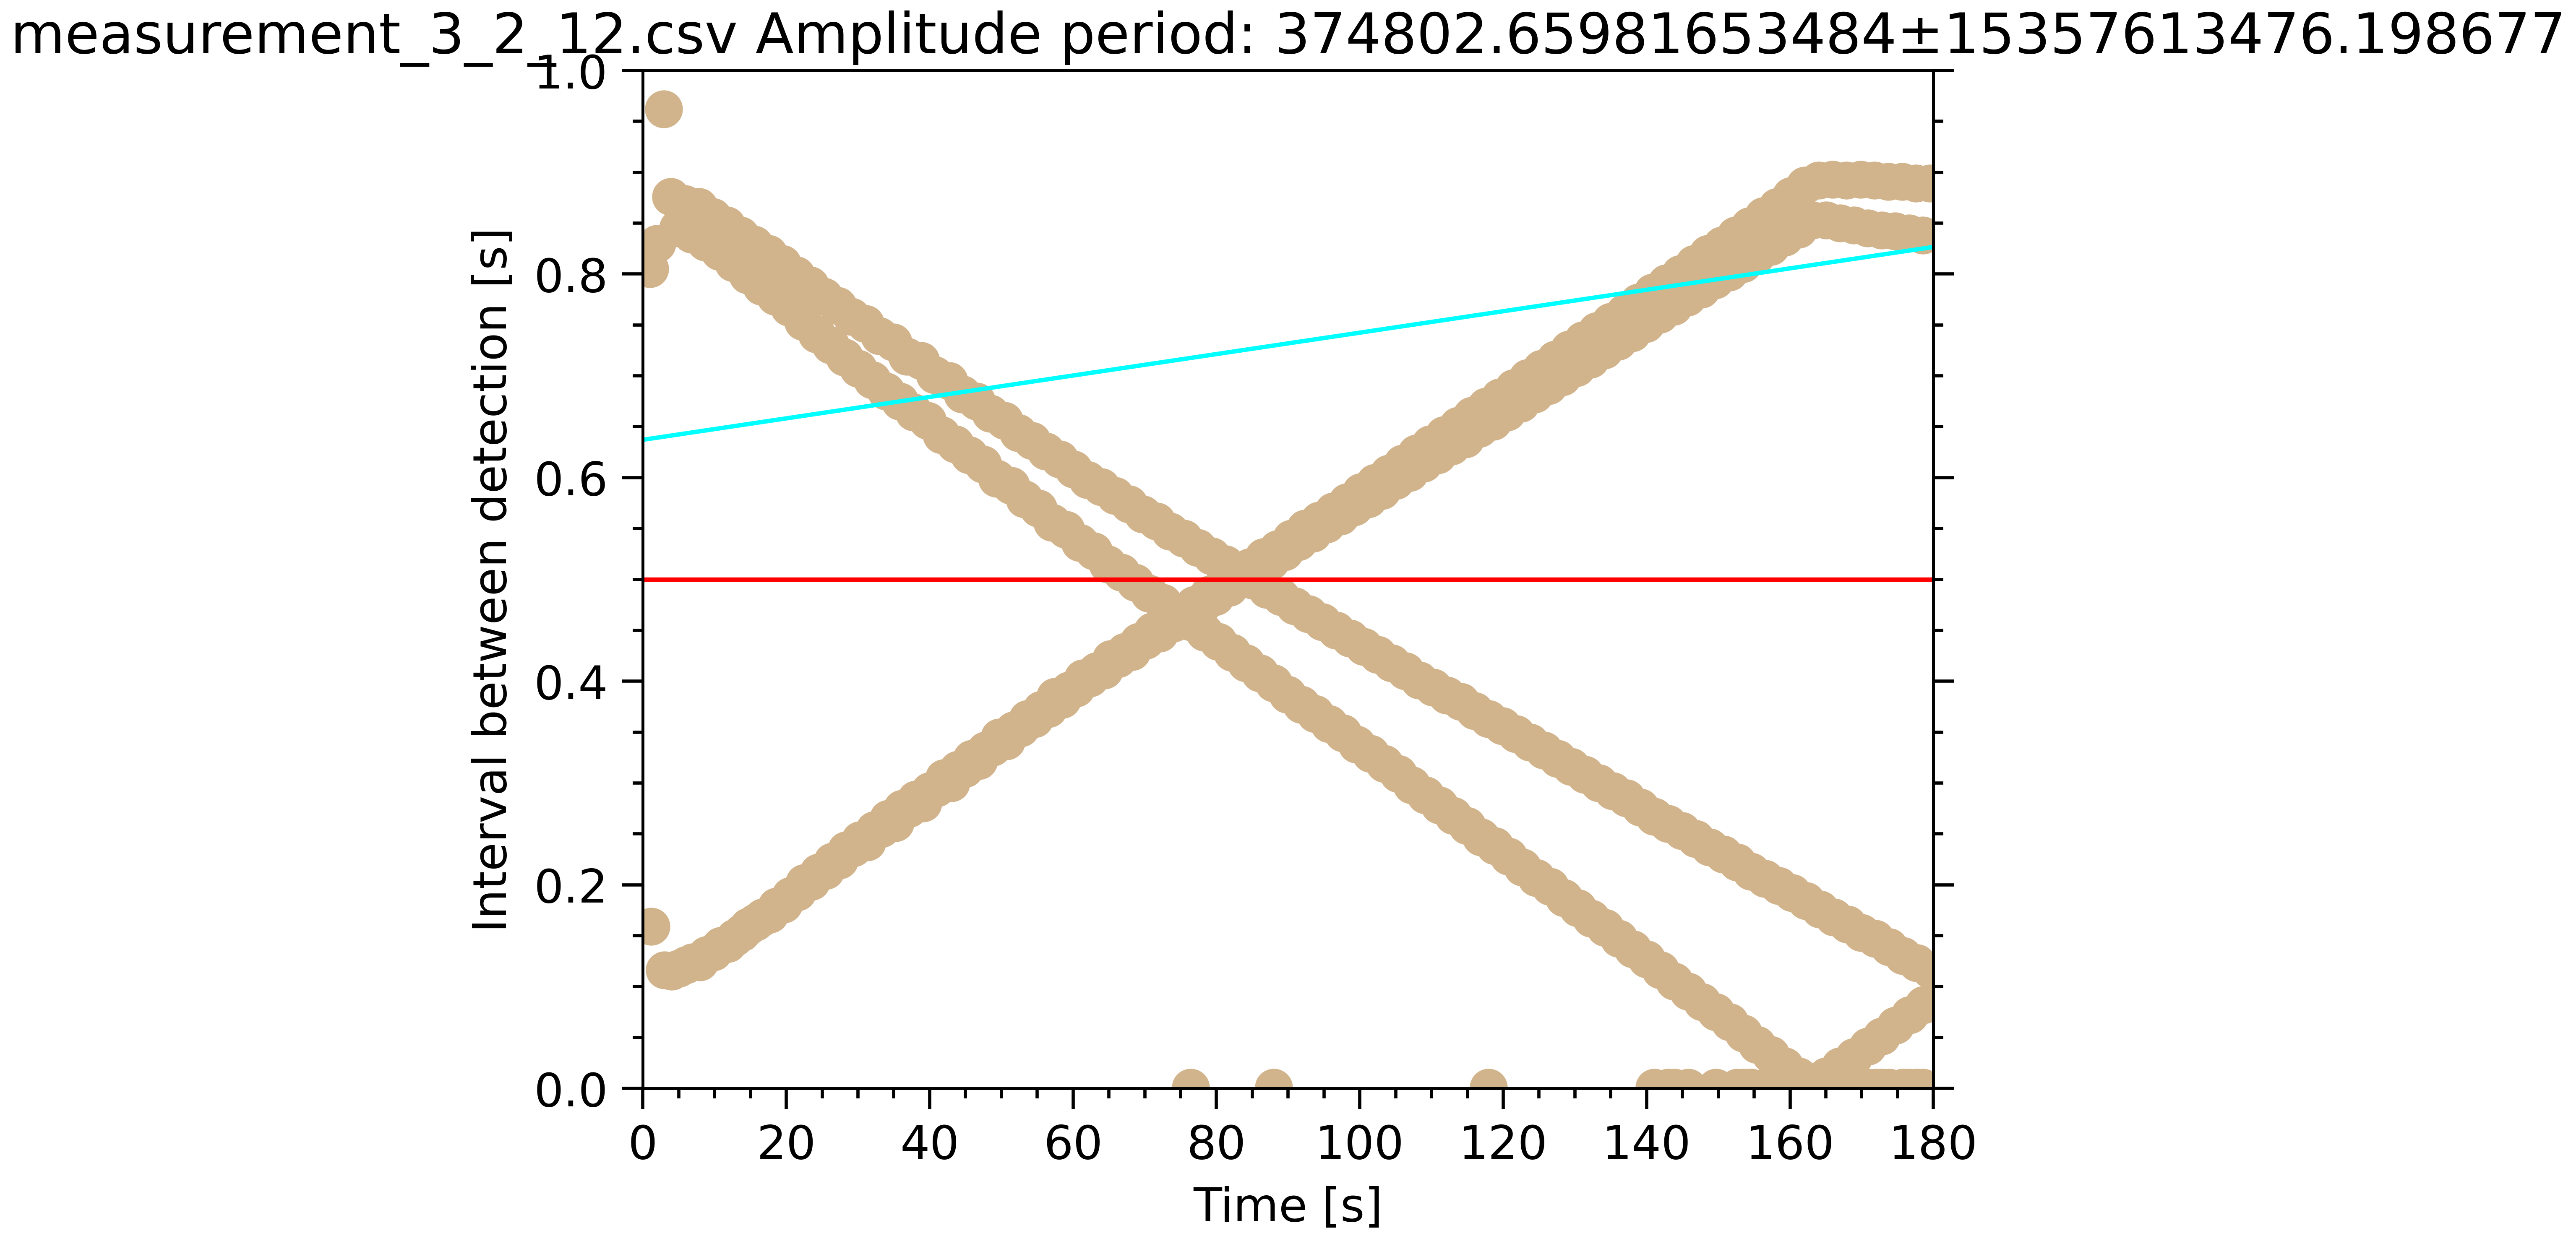 measurement_3_2_12.csv Amplitude period: 374802.65981653484±15357613476.198677
1.0
0.8
0.6
0.4
0.2
0.0
Interval between detection [s]
0 20 40 60 80 100 120 140 160 180
Time [s]